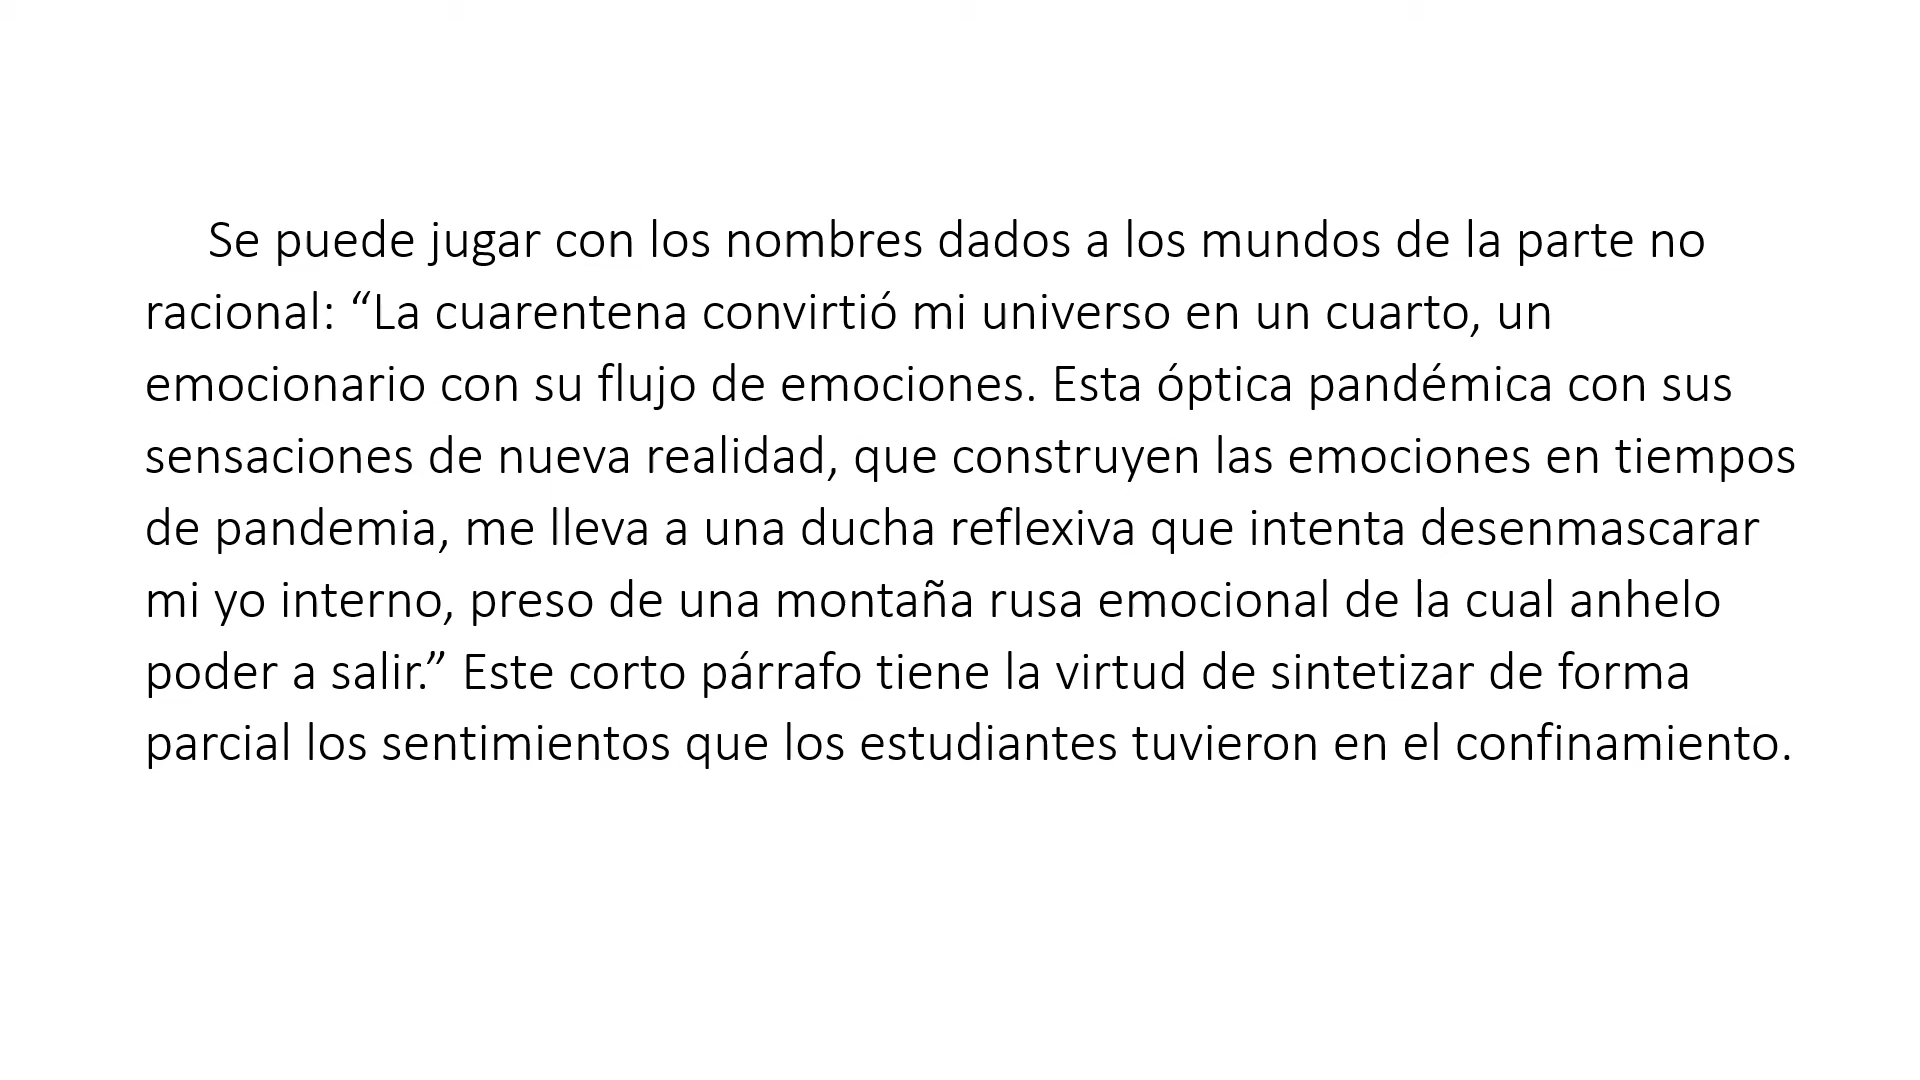 Se puede jugar con los nombres dados a los mundos de la parte no
racional: “La cuarentena convirtió mi universo en un cuarto, un
emocionario con su flujo de emociones. Esta óptica pandémica con sus
sensaciones de nueva realidad, que construyen las emociones en tiempos
de pandemia, me lleva a una ducha reflexiva que intenta desenmascarar
mi yo interno, preso de una montaña rusa emocional de la cual anhelo
poder a salir.” Este corto párrafo tiene la virtud de sintetizar de forma
parcial los sentimientos que los estudiantes tuvieron en el confinamiento.